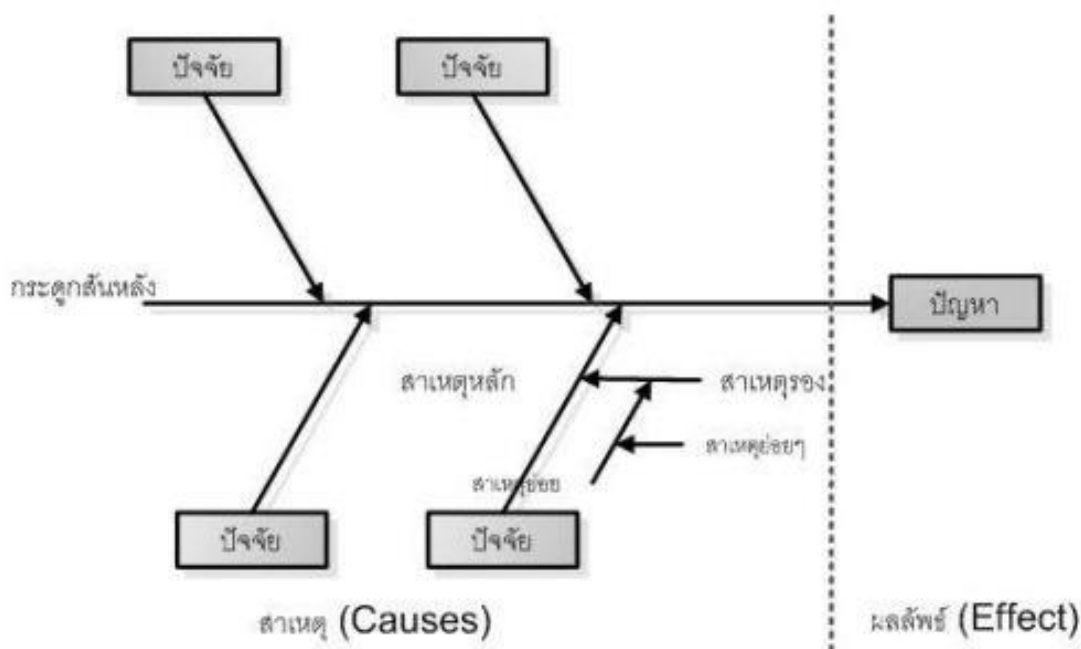 ปัจจัย
ปัจจัย
กระดูกสันหลัง
ปัญหา
สาเหตุหลัก
สาเหตุรอง
สาเหตุย่อยๆ
สาเหตุย่อย
ปัจจัย
ปัจจัย
สาเหตุ (Causes)
ผลลัพธ์ (Effect)